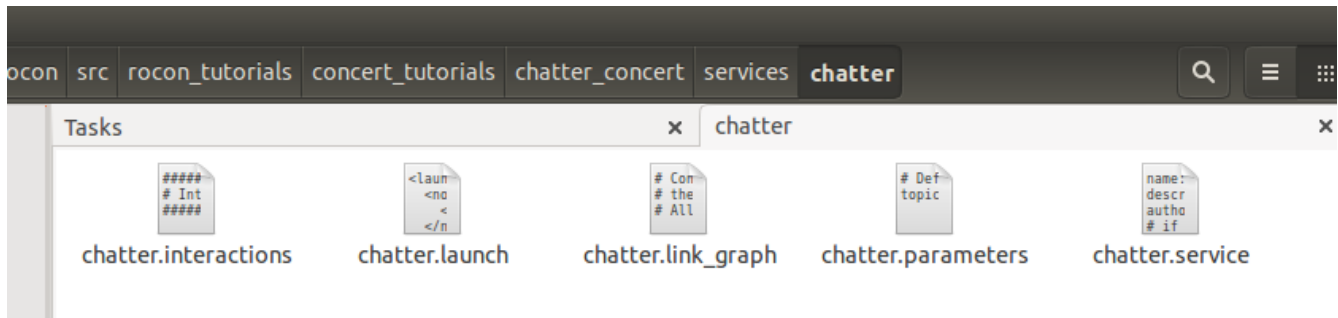 ocon src rocon_tutorials concert_tutorials chatter_concert services chatter
Tasks × chatter ×
#####
# Int
#####
<laun
<no
<
</n
# Con
# the
# All
# Def
topic
name:
descr
autho
# if
chatter.interactions chatter.launch chatter.link_graph chatter.parameters chatter.service